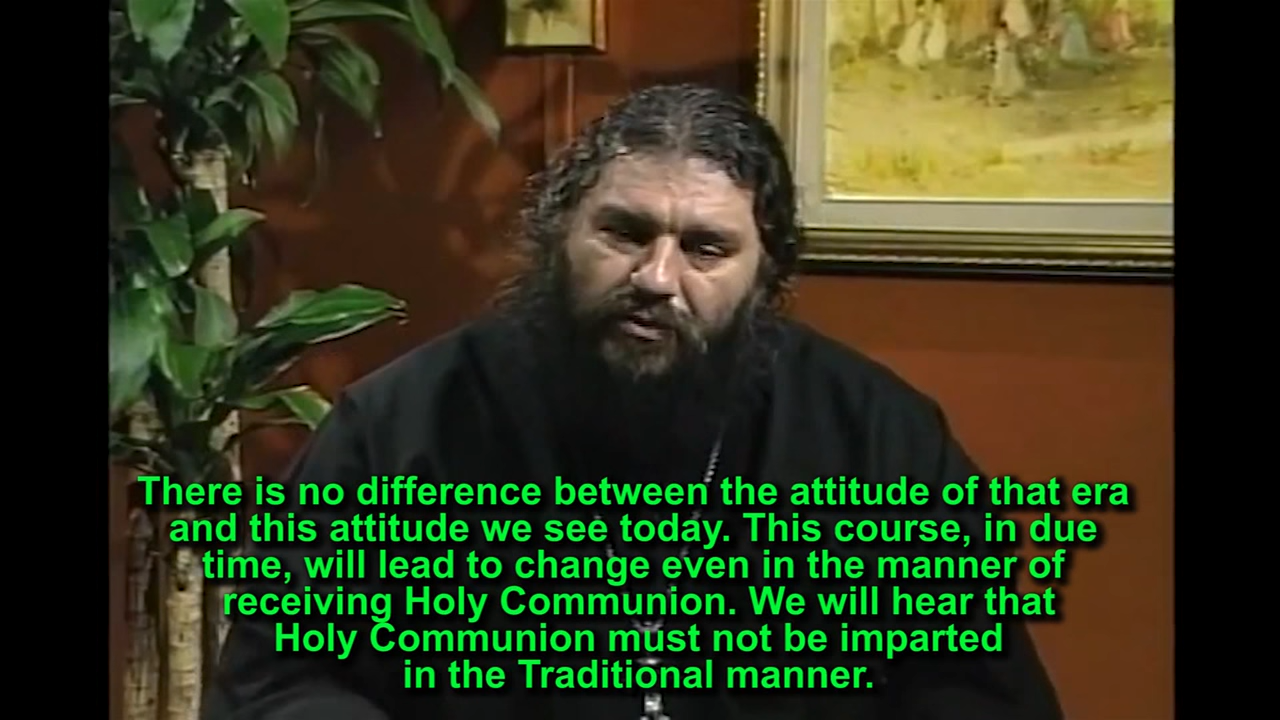 There is no difference between the attitude of that era
and this attitude we see today. This course, in due
time, will lead to change even in the manner of
receiving Holy Communion. We will hear that
Holy Communion must not be imparted
in the Traditional manner.